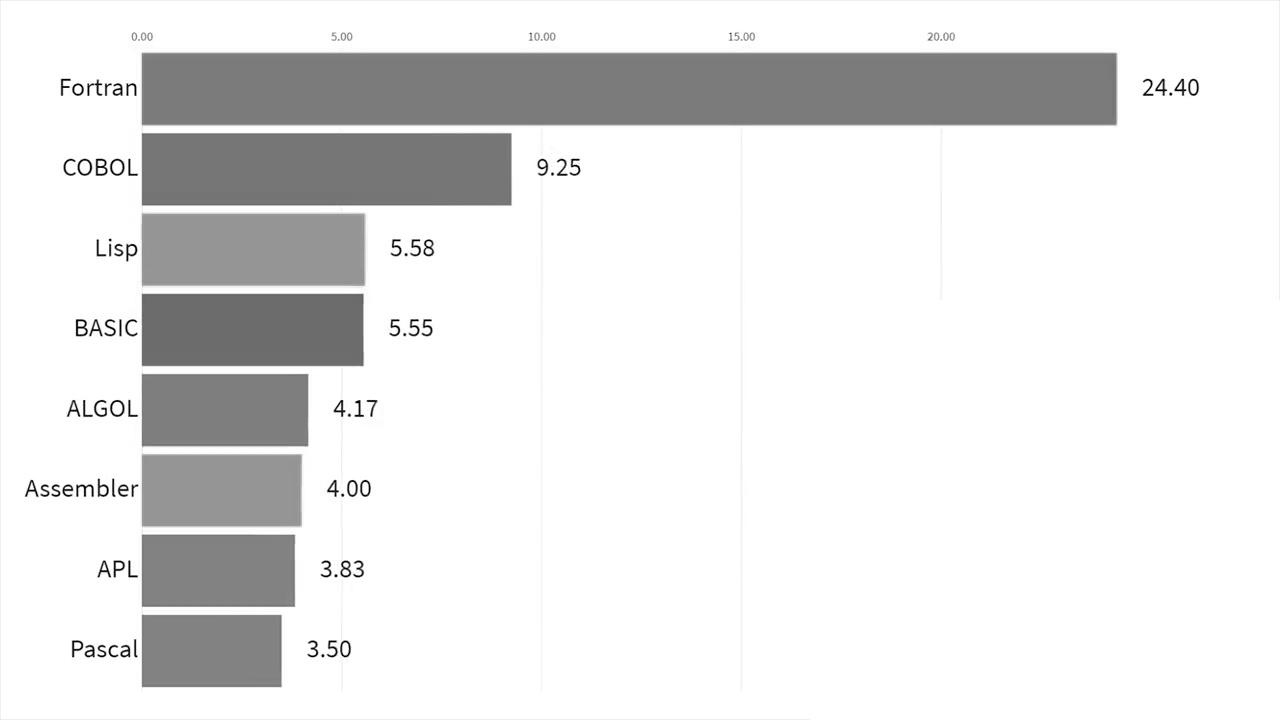 0.00 5.00 10.00 15.00 20.00
Fortran 24.40
COBOL 9.25
Lisp 5.58
BASIC 5.55
ALGOL 4.17
Assembler 4.00
APL 3.83
Pascal 3.50